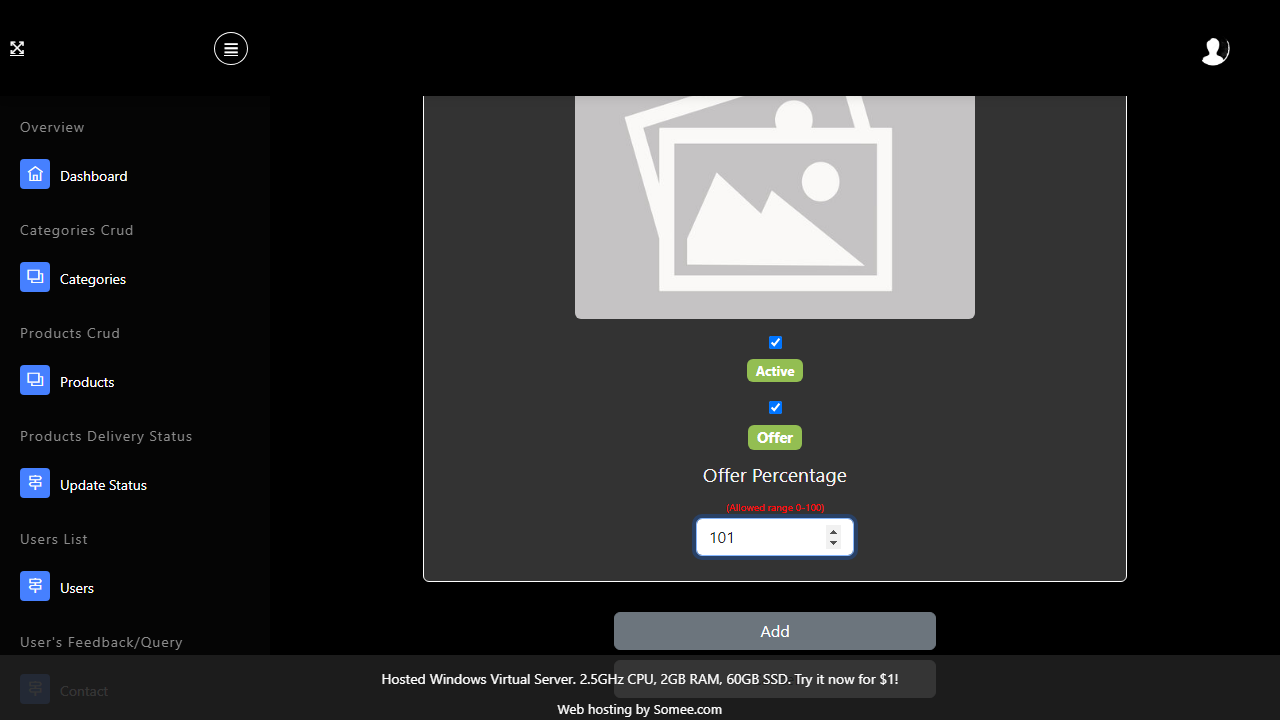 Overview
Dashboard
Categories Crud
Categories
Products Crud
Products
Products Delivery Status
Update Status
Users List
Users
User's Feedback/Query
Contact
Active
Offer
Offer Percentage
(Allowed range 0-100)
101
Add
Hosted Windows Virtual Server. 2.5GHz CPU, 2GB RAM, 60GB SSD. Try it now for $1!
Web hosting by Somee.com